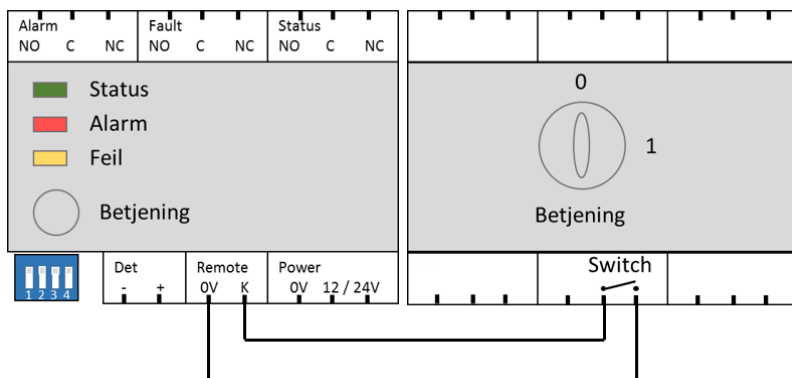 Alarm
NO C NC
Fault
NO C NC
Status
NO C NC
Status
Alarm
Feil
Betjening
0
1
Betjening
1 2 3 4
Det
- +
Remote
0V K
Power
0V 12 / 24V
Switch